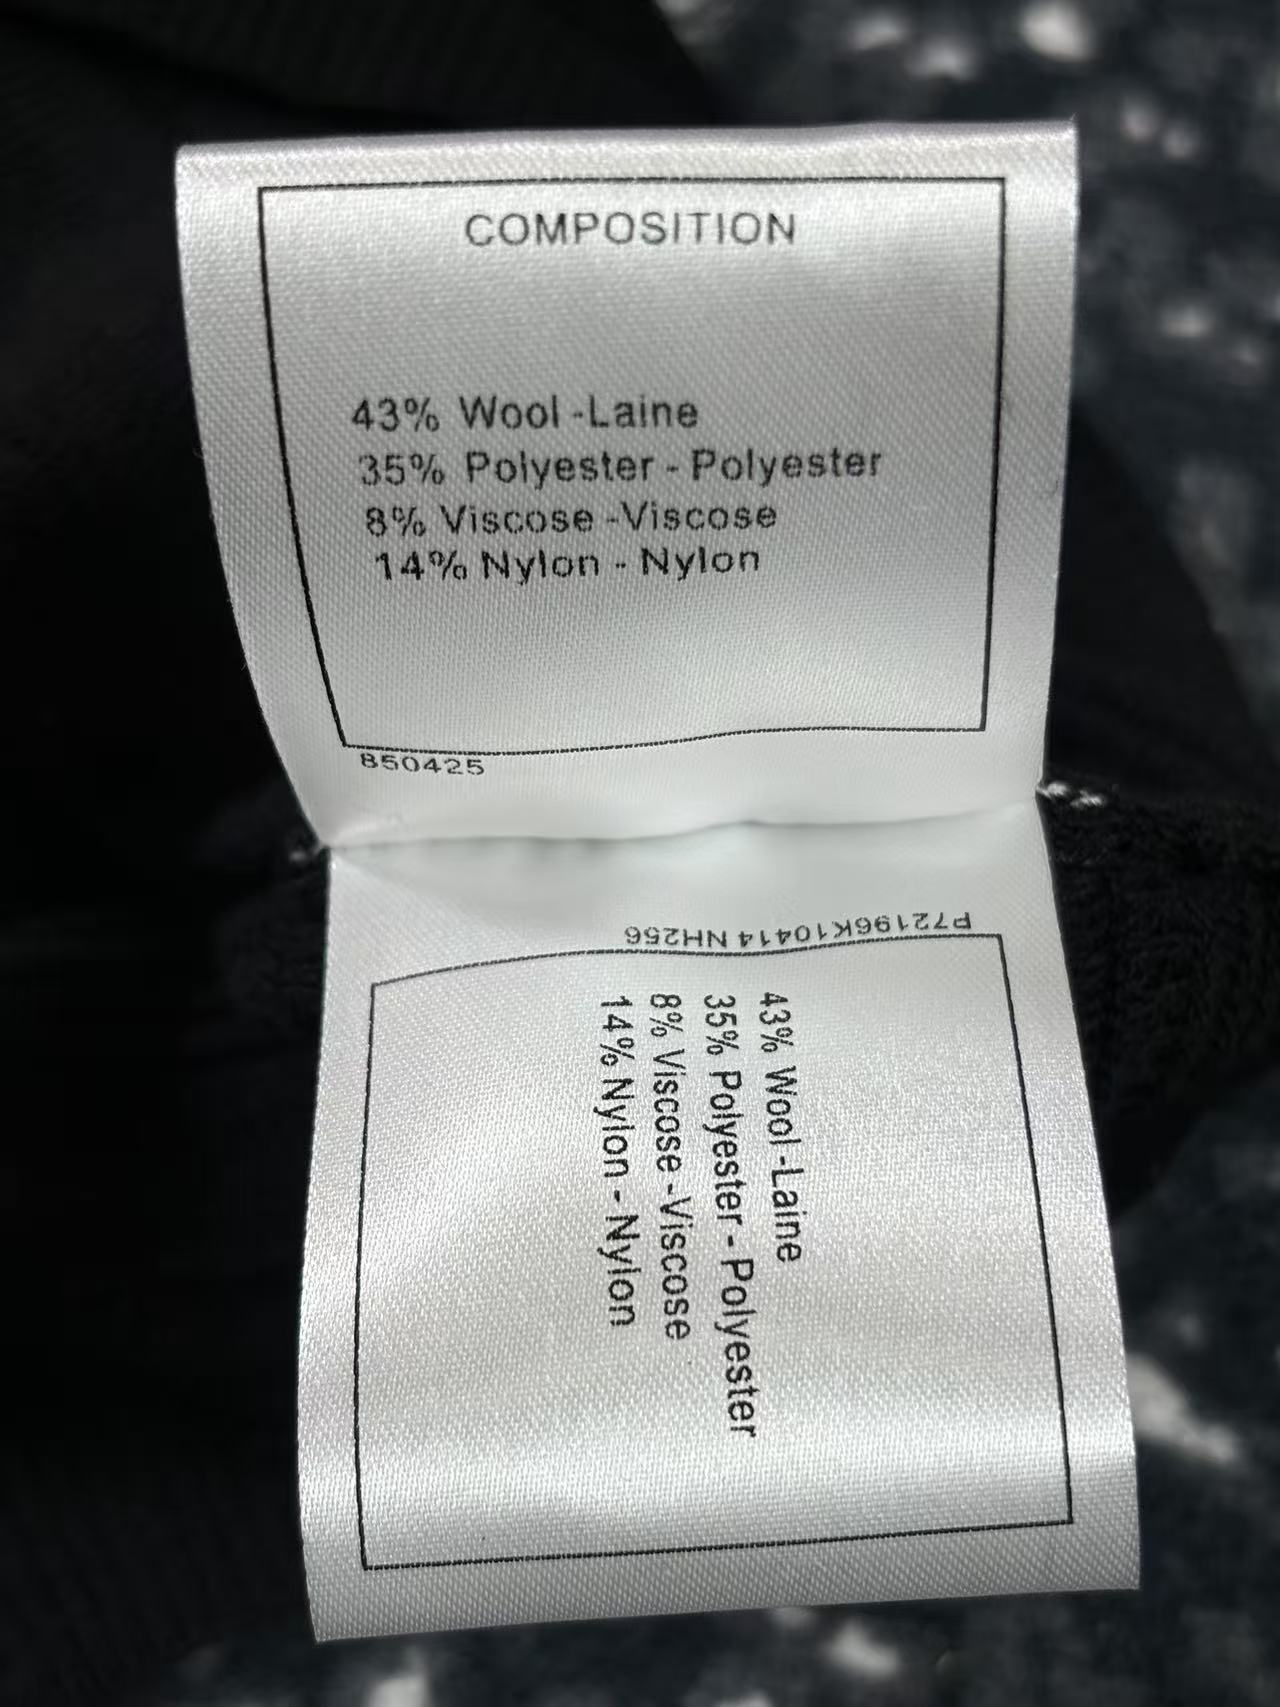 COMPOSITION
43% Wool -Laine
35% Polyester - Polyester
8% Viscose -Viscose
14% Nylon - Nylon
850425
P72196K10414 NH256
43% Wool -Laine
35% Polyester - Polyester
8% Viscose -Viscose
14% Nylon - Nylon